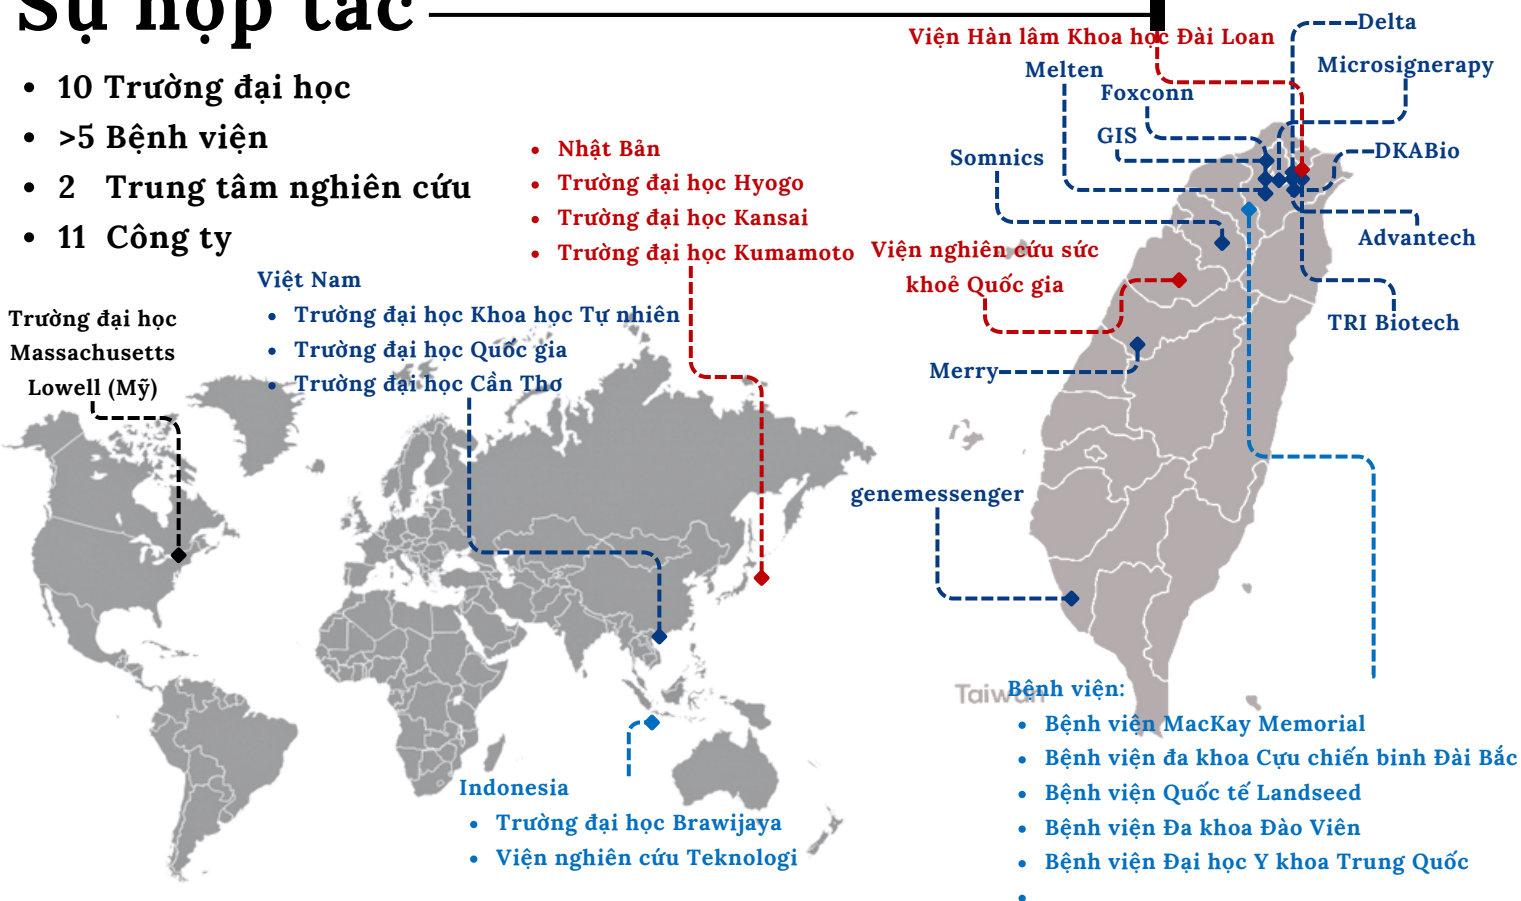 Sự hợp tác
• 10 Trường đại học
• >5 Bệnh viện
• 2 Trung tâm nghiên cứu
• 11 Công ty
Trường đại học
Massachusetts
Lowell (Mỹ)
Việt Nam
• Trường đại học Khoa học Tự nhiên
• Trường đại học Quốc gia
• Trường đại học Cần Thơ
• Nhật Bản
• Trường đại học Hyogo
• Trường đại học Kansai
• Trường đại học Kumamoto
Indonesia
• Trường đại học Brawijaya
• Viện nghiên cứu Teknologi
Viện Hàn lâm Khoa học Đài Loan
Delta
Melten
Microsignerapy
Foxconn
GIS
DKABio
Somnics
Advantech
Viện nghiên cứu sức
khoẻ Quốc gia
TRI Biotech
Merry
genemessenger
Taiwan
Bệnh viện:
• Bệnh viện MacKay Memorial
• Bệnh viện đa khoa Cựu chiến binh Đài Bắc
• Bệnh viện Quốc tế Landseed
• Bệnh viện Đa khoa Đào Viên
• Bệnh viện Đại học Y khoa Trung Quốc